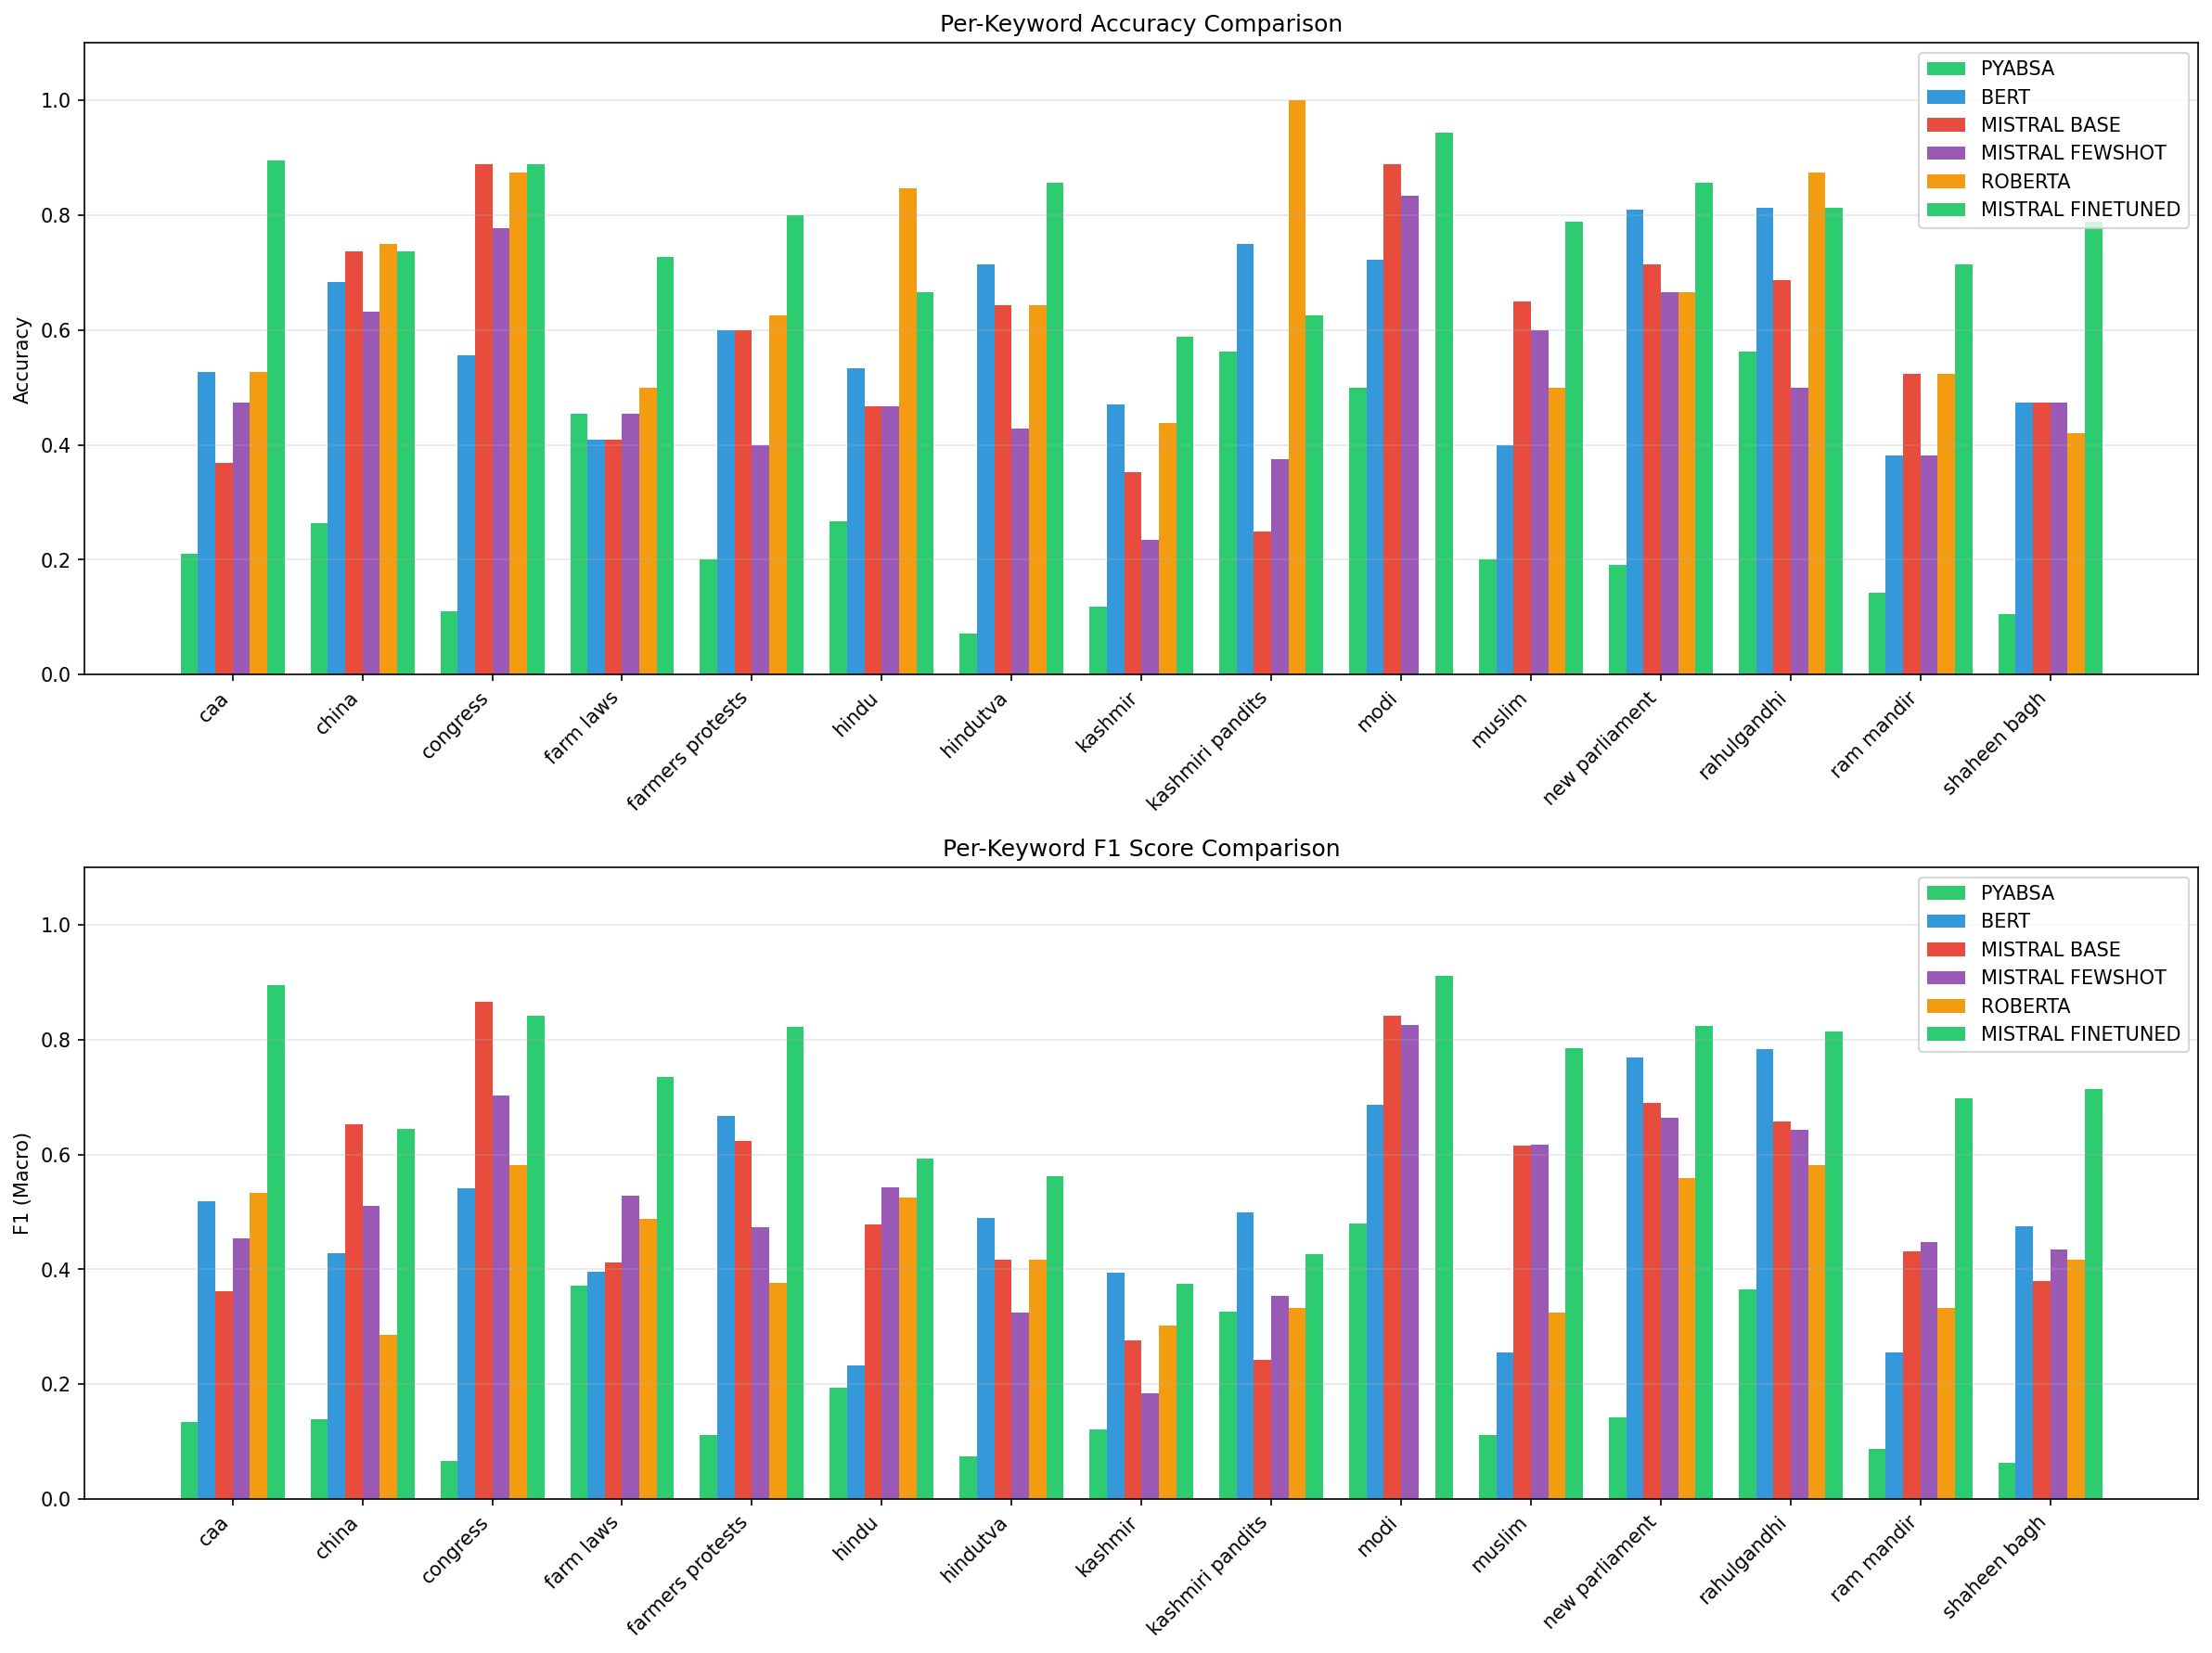 Per-Keyword Accuracy Comparison
Accuracy
1.0
0.8
0.6
0.4
0.2
0.0
PYABSA
BERT
MISTRAL BASE
MISTRAL FEWSHOT
ROBERTA
MISTRAL FINETUNED
caa
china
congress
farm laws
farmers protests
hindu
hindutva
kashmir
kashmiri pandits
modi
muslim
new parliament
rahulgandhi
ram mandir
shaheen bagh
Per-Keyword F1 Score Comparison
F1 (Macro)
1.0
0.8
0.6
0.4
0.2
0.0
PYABSA
BERT
MISTRAL BASE
MISTRAL FEWSHOT
ROBERTA
MISTRAL FINETUNED
caa
china
congress
farm laws
farmers protests
hindu
hindutva
kashmir
kashmiri pandits
modi
muslim
new parliament
rahulgandhi
ram mandir
shaheen bagh